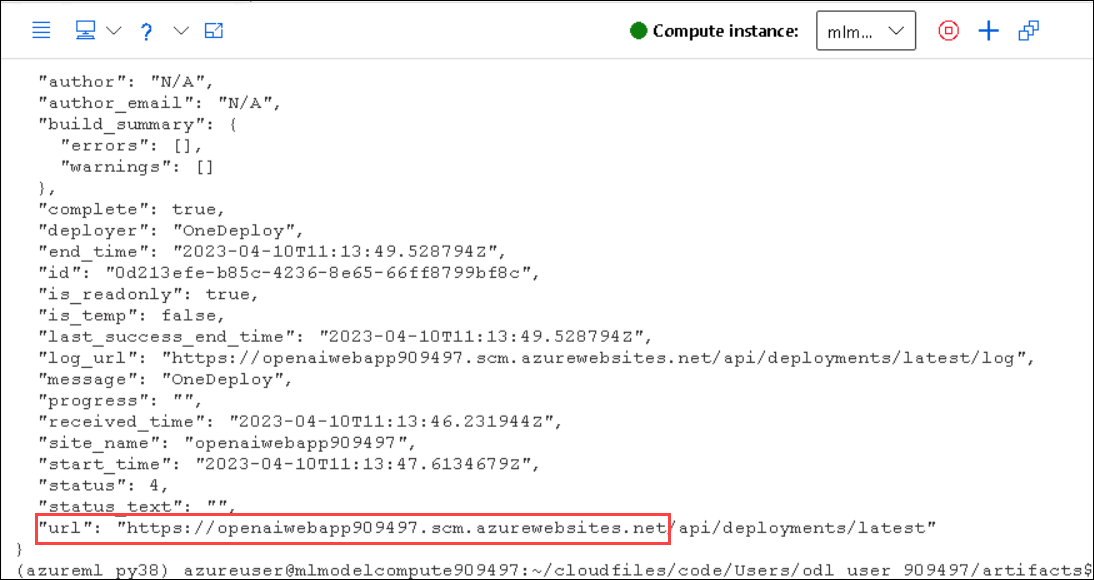 Compute instance: mlm...
"author": "N/A",
"author_email": "N/A",
"build_summary": {
"errors": [],
"warnings": []
},
"complete": true,
"deployer": "OneDeploy",
"end_time": "2023-04-10T11:13:49.528794Z",
"id": "0d213efe-b85c-4236-8e65-66ff8799bf8c",
"is_readonly": true,
"is_temp": false,
"last_success_end_time": "2023-04-10T11:13:49.528794Z",
"log_url": "https://openaiwebapp909497.scm.azurewebsites.net/api/deployments/latest/log",
"message": "OneDeploy",
"progress": "",
"received_time": "2023-04-10T11:13:46.231944Z",
"site_name": "openaiwebapp909497",
"start_time": "2023-04-10T11:13:47.6134679Z",
"status": 4,
"status_text": "",
"url": "https://openaiwebapp909497.scm.azurewebsites.net/api/deployments/latest"
}
(azureml_py38) azureuser@mlmodelcompute909497:~/cloudfiles/code/Users/odl_user_909497/artifacts$